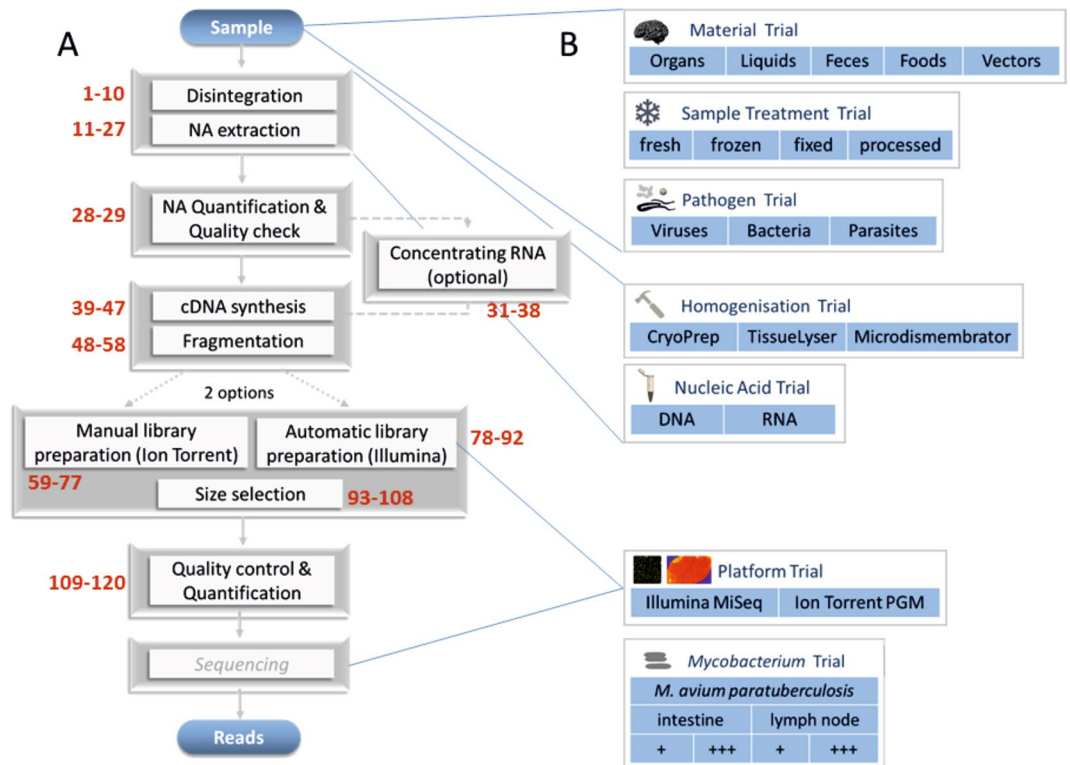 A
Sample
1-10
Disintegration
11-27
NA extraction
28-29
NA Quantification &
Quality check
Concentrating RNA
(optional)
31-38
39-47
cDNA synthesis
48-58
Fragmentation
2 options
Manual library
preparation (Ion Torrent)
59-77
Automatic library
preparation (Illumina)
78-92
Size selection
93-108
109-120
Quality control &
Quantification
Sequencing
Reads
B
Material Trial
Organs Liquids Feces Foods Vectors
Sample Treatment Trial
fresh frozen fixed processed
Pathogen Trial
Viruses Bacteria Parasites
Homogenisation Trial
CryoPrep TissueLyser Microdismembrator
Nucleic Acid Trial
DNA RNA
Platform Trial
Illumina MiSeq Ion Torrent PGM
Mycobacterium Trial
M. avium paratuberculosis
intestine lymph node
+ +++ + +++